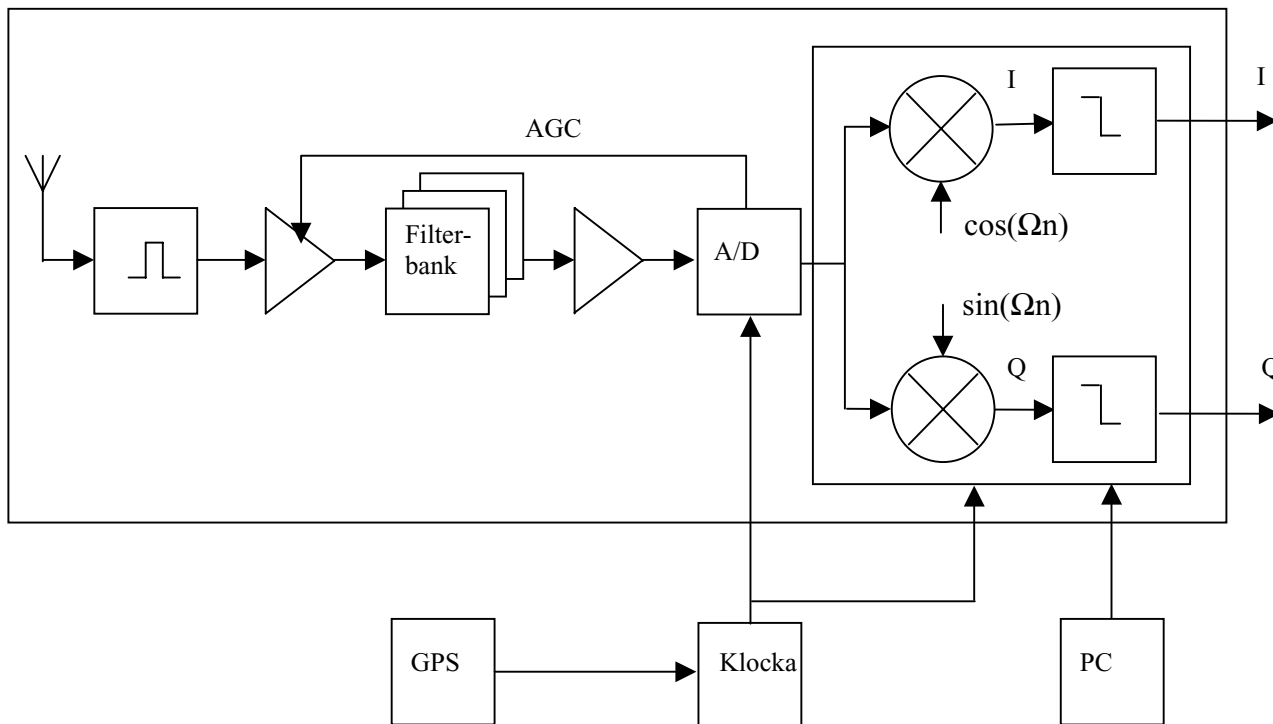 I
I
AGC
cos(Ωn)
Filter-
bank
A/D
sin(Ωn)
Q
Q
GPS
Klocka
PC